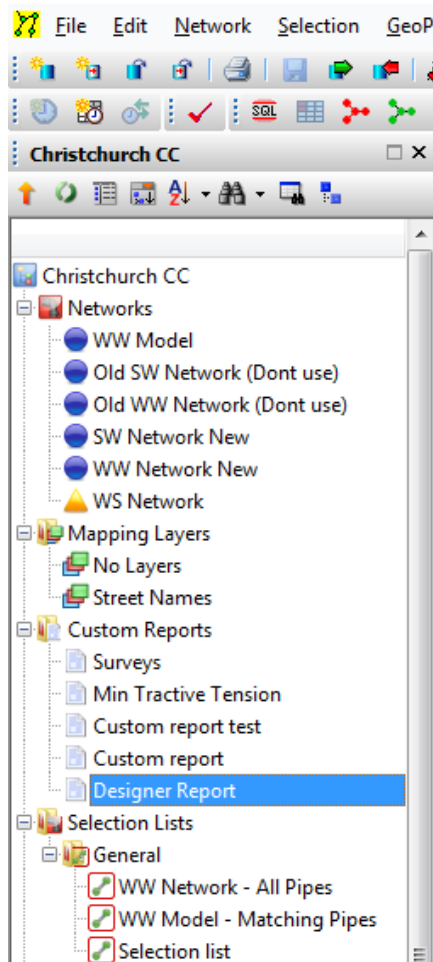 File Edit Network Selection GeoP
SQL
Christchurch CC
Christchurch CC
Networks
WW Model
Old SW Network (Dont use)
Old WW Network (Dont use)
SW Network New
WW Network New
WS Network
Mapping Layers
No Layers
Street Names
Custom Reports
Surveys
Min Tractive Tension
Custom report test
Custom report
Designer Report
Selection Lists
General
WW Network - All Pipes
WW Model - Matching Pipes
Selection list